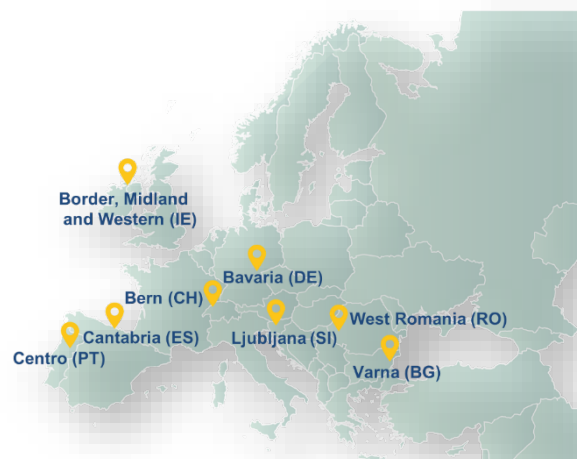 Border, Midland
and Western (IE)
Bavaria (DE)
Bern (CH)
West Romania (RO)
Cantabria (ES)
Ljubljana (SI)
Centro (PT)
Varna (BG)